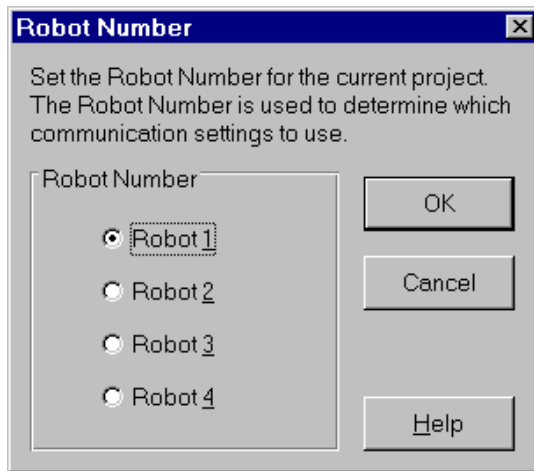 Robot Number
Set the Robot Number for the current project.
The Robot Number is used to determine which
communication settings to use.
Robot Number
Robot 1
Robot 2
Robot 3
Robot 4
OK
Cancel
Help